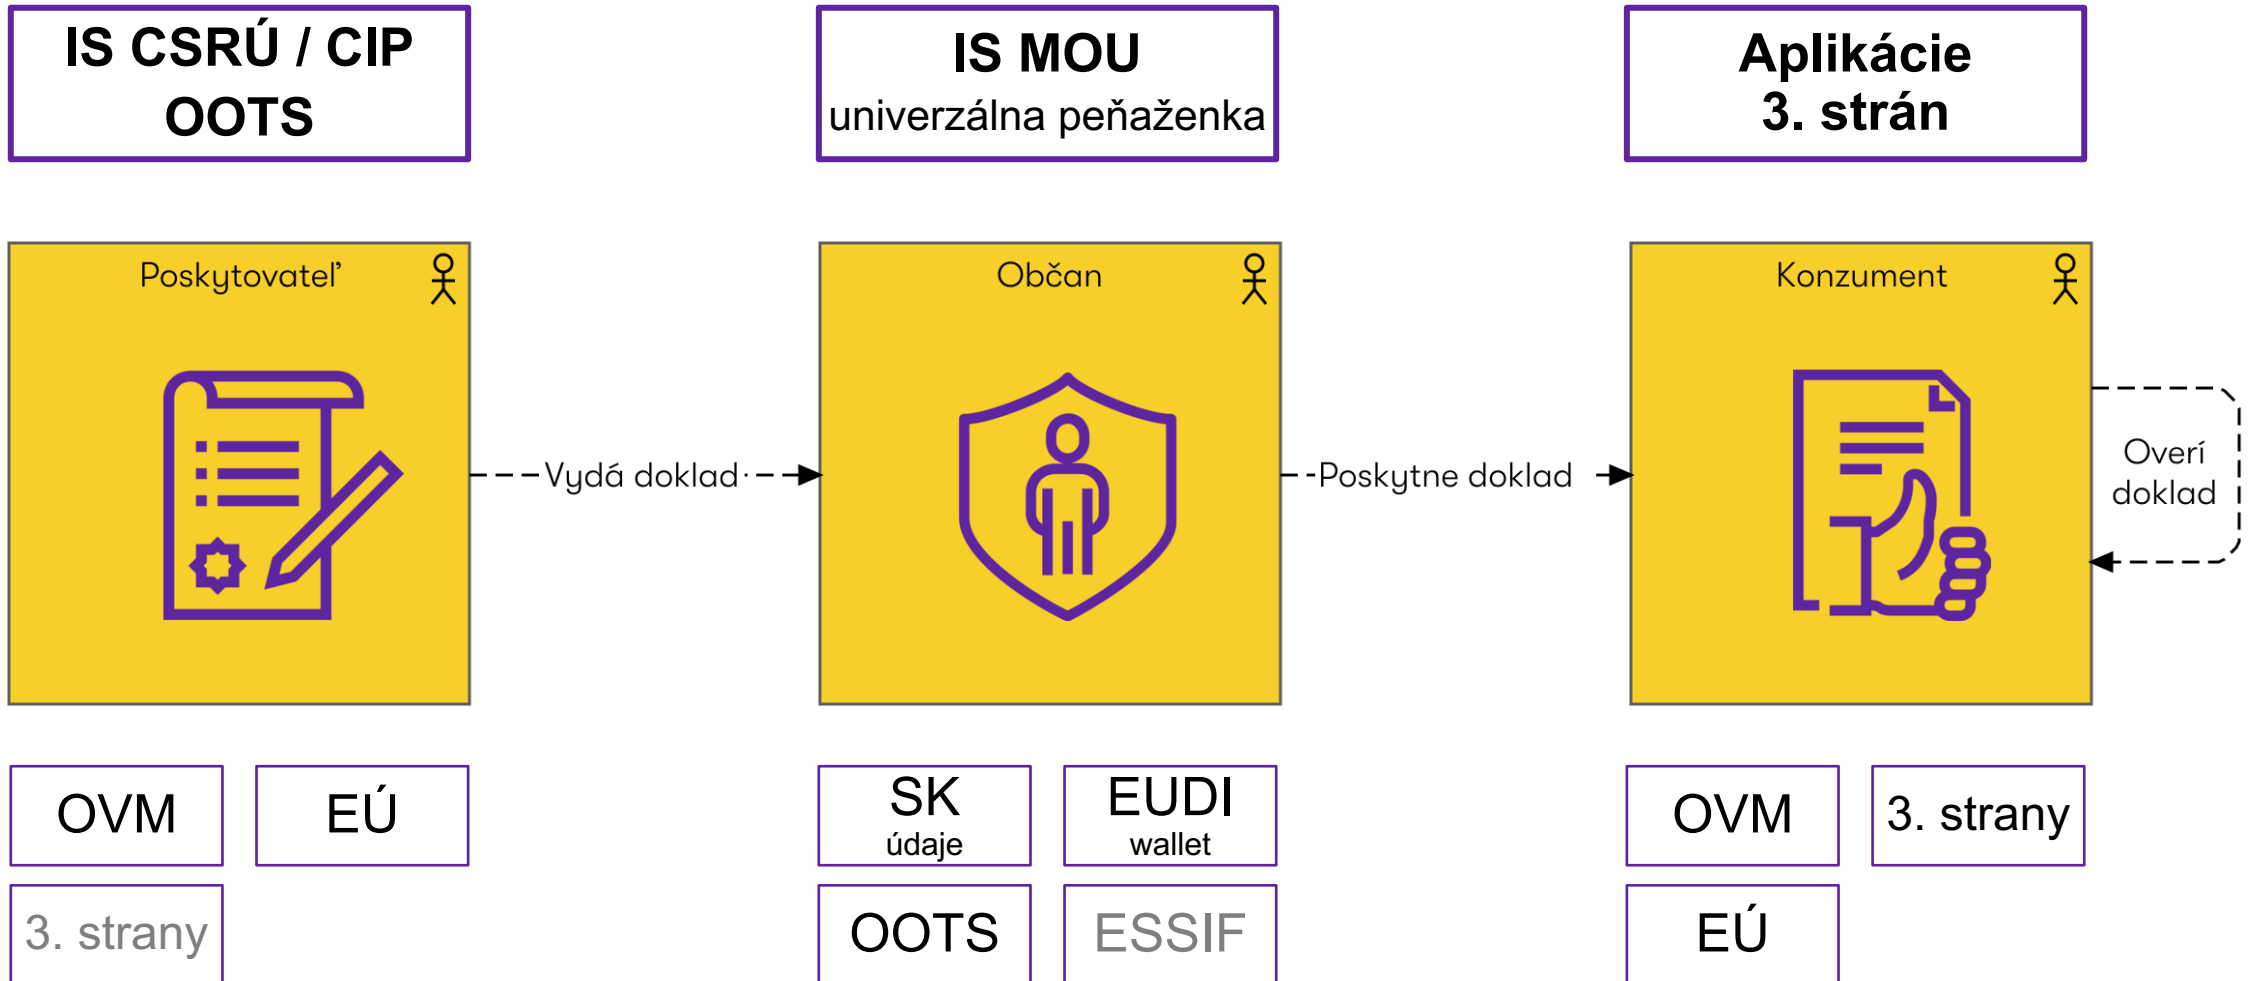 IS CSRÚ / CIP
OOTS
IS MOU
univerzálna peňaženka
Aplikácie
3. strán
Poskytovateľ
Občan
Konzument
Vydá doklad
Poskytne doklad
Overí
doklad
OVM
EÚ
3. strany
SK
údaje
EUDI
wallet
OOTS
ESSIF
OVM
3. strany
EÚ